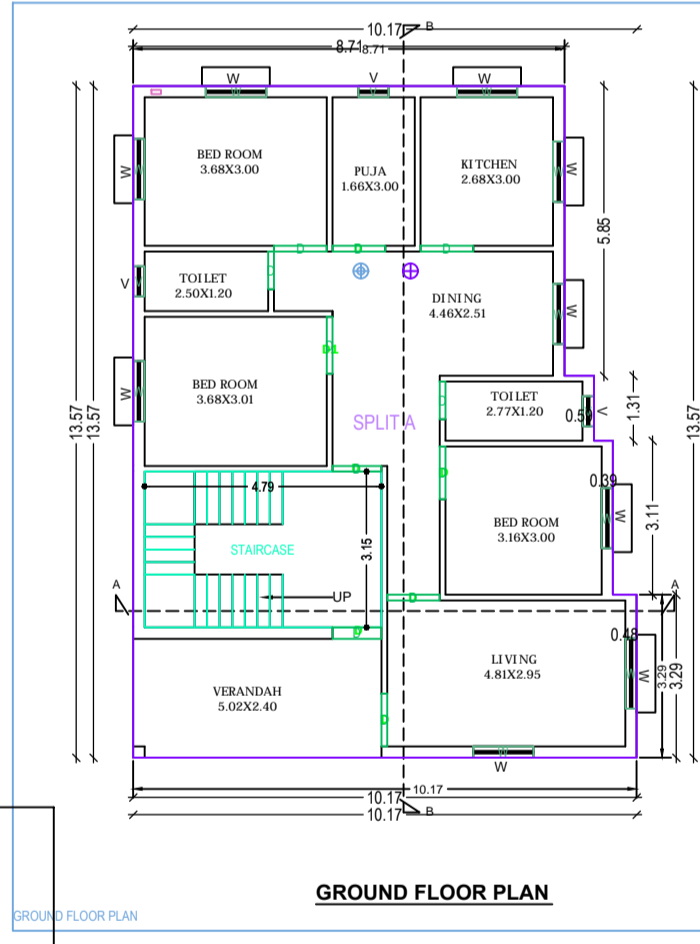 10.17
B
8.71
8.71
W
V
W
BED ROOM
3.68X3.00
PUJA
1.66X3.00
KITCHEN
2.68X3.00
W
W
5.85
D
D
D
TOILET
2.50X1.20
D
V
DINING
4.46X2.51
W
D1
BED ROOM
3.68X3.01
W
TOILET
2.77X1.20
D
0.59
V
1.31
13.57
13.57
13.57
SPLIT A
D
D
0.39
4.79
3.15
STAIRCASE
BED ROOM
3.16X3.00
W
3.11
UP
A
A
D
D
0.48
LIVING
4.81X2.95
W
3.29
3.29
VERANDAH
5.02X2.40
D
W
10.17
10.17
10.17
B
GROUND FLOOR PLAN
GROUND FLOOR PLAN